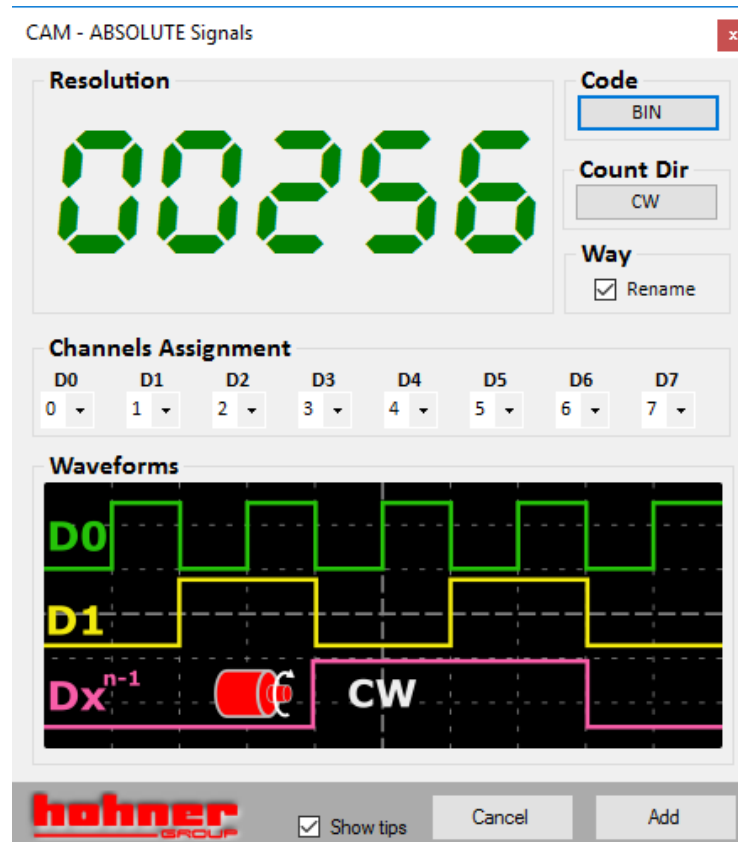 CAM - ABSOLUTE Signals
x
Resolution
00256
Code
BIN
Count Dir
CW
Way
Rename
Channels Assignment
D0 D1 D2 D3 D4 D5 D6 D7
0 1 2 3 4 5 6 7
Waveforms
D0
D1
Dxⁿ⁻¹
CW
hohner
GROUP
Show tips
Cancel
Add